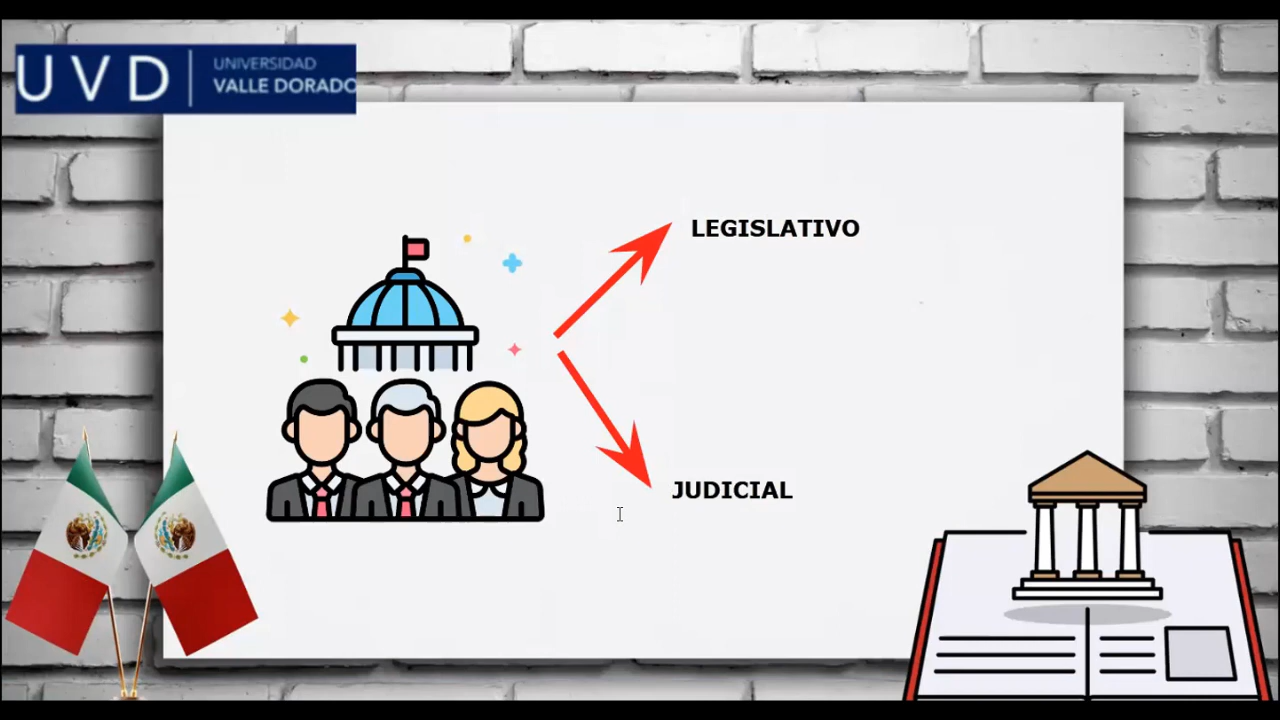 UVD
UNIVERSIDAD
VALLE DORADO
LEGISLATIVO
JUDICIAL